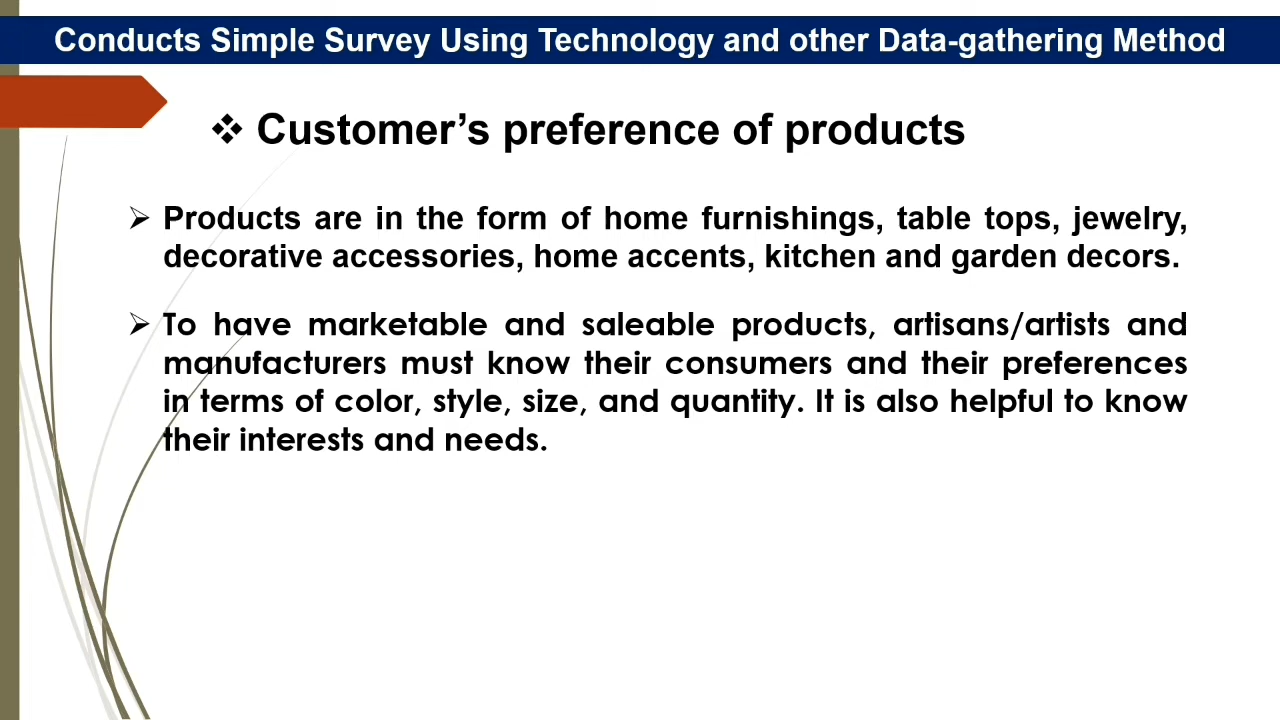 Conducts Simple Survey Using Technology and other Data-gathering Method
❖ Customer’s preference of products
➢ Products are in the form of home furnishings, table tops, jewelry,
decorative accessories, home accents, kitchen and garden decors.
➢ To have marketable and saleable products, artisans/artists and
manufacturers must know their consumers and their preferences
in terms of color, style, size, and quantity. It is also helpful to know
their interests and needs.